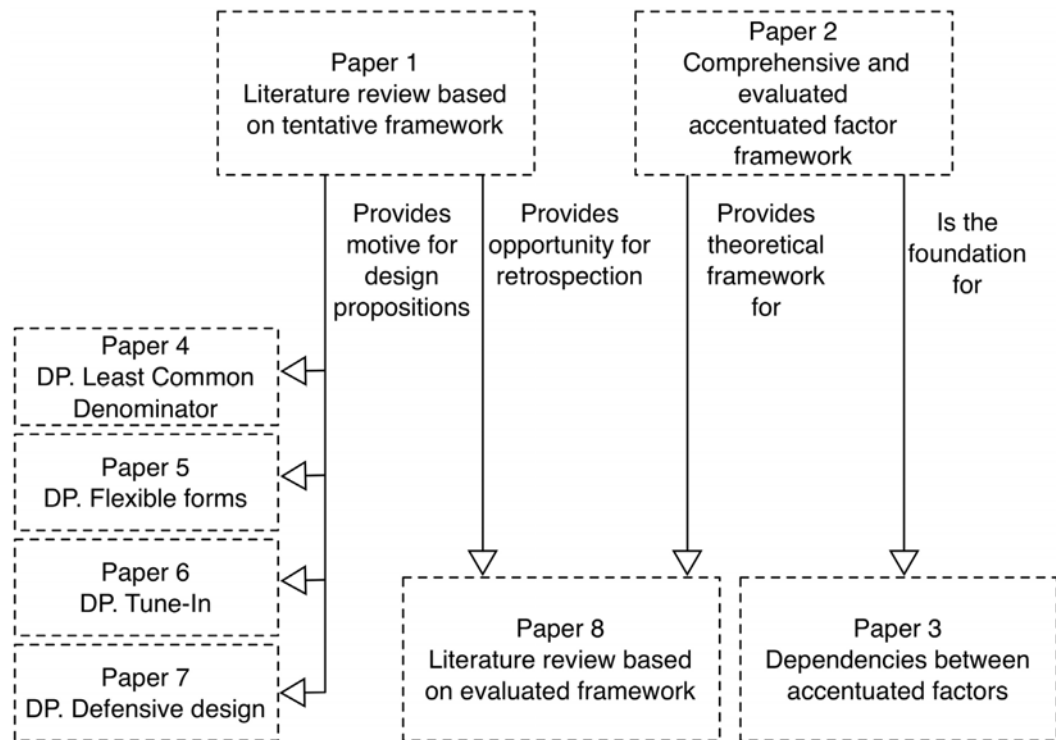 Paper 1
Literature review based
on tentative framework
Paper 2
Comprehensive and
evaluated
accentuated factor
framework
Provides
motive for
design
propositions
Provides
opportunity for
retrospection
Provides
theoretical
framework
for
Is the
foundation
for
Paper 4
DP. Least Common
Denominator
Paper 5
DP. Flexible forms
Paper 6
DP. Tune-In
Paper 7
DP. Defensive design
Paper 8
Literature review based
on evaluated framework
Paper 3
Dependencies between
accentuated factors